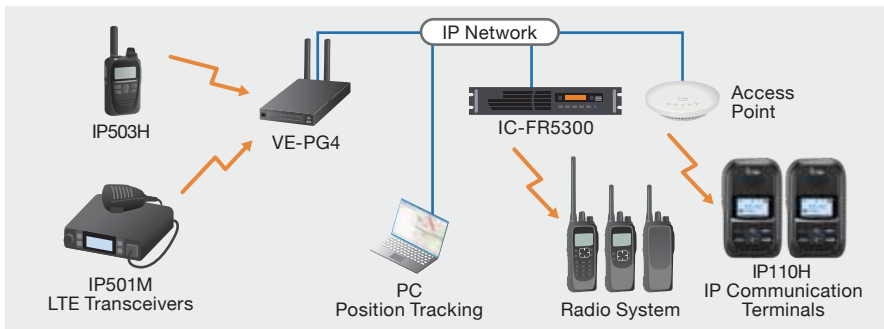 IP Network
IP503H
VE-PG4
IC-FR5300
Access
Point
IP501M
LTE Transceivers
PC
Position Tracking
Radio System
IP110H
IP Communication
Terminals